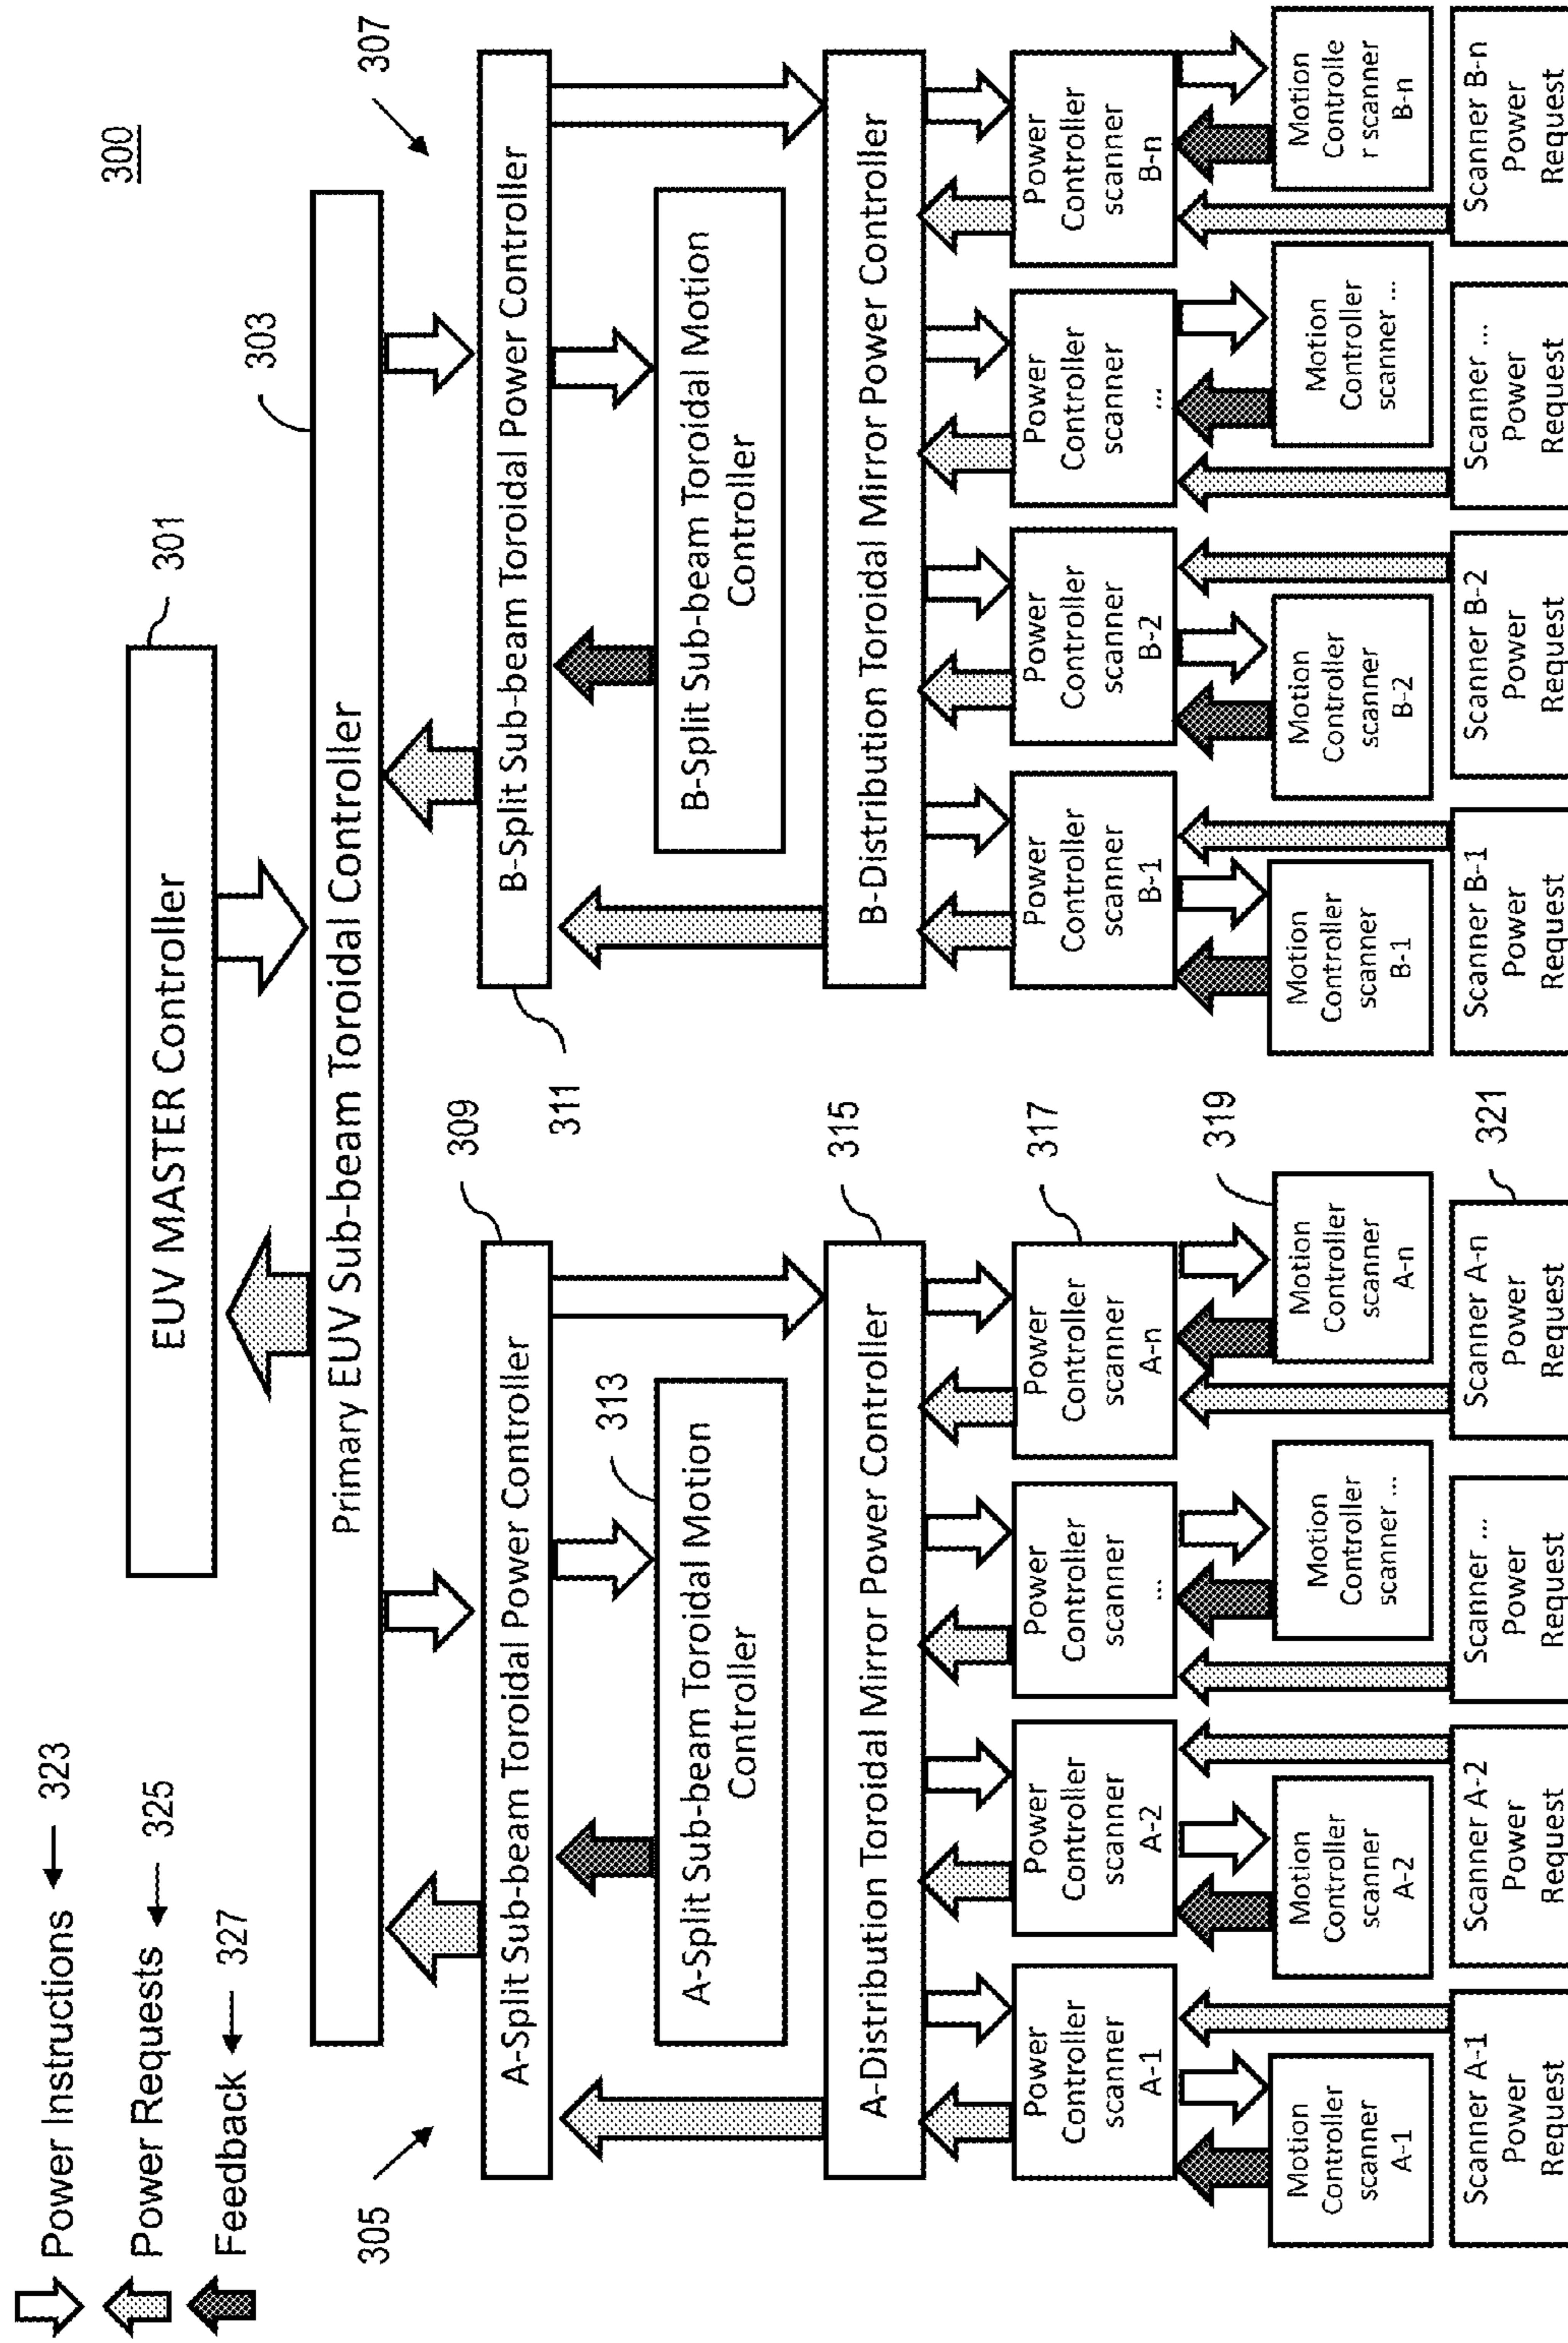 300
Power Instructions
323
Power Requests
325
Feedback
327
EUV MASTER Controller
301
Primary EUV Sub-beam Toroidal Controller
303
305
307
A-Split Sub-beam Toroidal Power Controller
309
B-Split Sub-beam Toroidal Power Controller
311
A-Split Sub-beam Toroidal Motion
Controller
313
B-Split Sub-beam Toroidal Motion
Controller
A-Distribution Toroidal Mirror Power Controller
315
B-Distribution Toroidal Mirror Power Controller
Power
Controller
scanner
A-1
Power
Controller
scanner
A-2
Power
Controller
scanner
...
Power
Controller
scanner
A-n
317
Power
Controller
scanner
B-1
Power
Controller
scanner
B-2
Power
Controller
scanner
...
Power
Controller
scanner
B-n
Motion
Controller
scanner
A-1
Motion
Controller
scanner
A-2
Motion
Controller
scanner ...
Motion
Controller
scanner
A-n
319
Motion
Controller
scanner
B-1
Motion
Controller
scanner
B-2
Motion
Controller
scanner ...
Motion
Controlle
r scanner
B-n
Scanner A-1
Power
Request
Scanner A-2
Power
Request
Scanner ...
Power
Request
Scanner A-n
Power
Request
321
Scanner B-1
Power
Request
Scanner B-2
Power
Request
Scanner ...
Power
Request
Scanner B-n
Power
Request